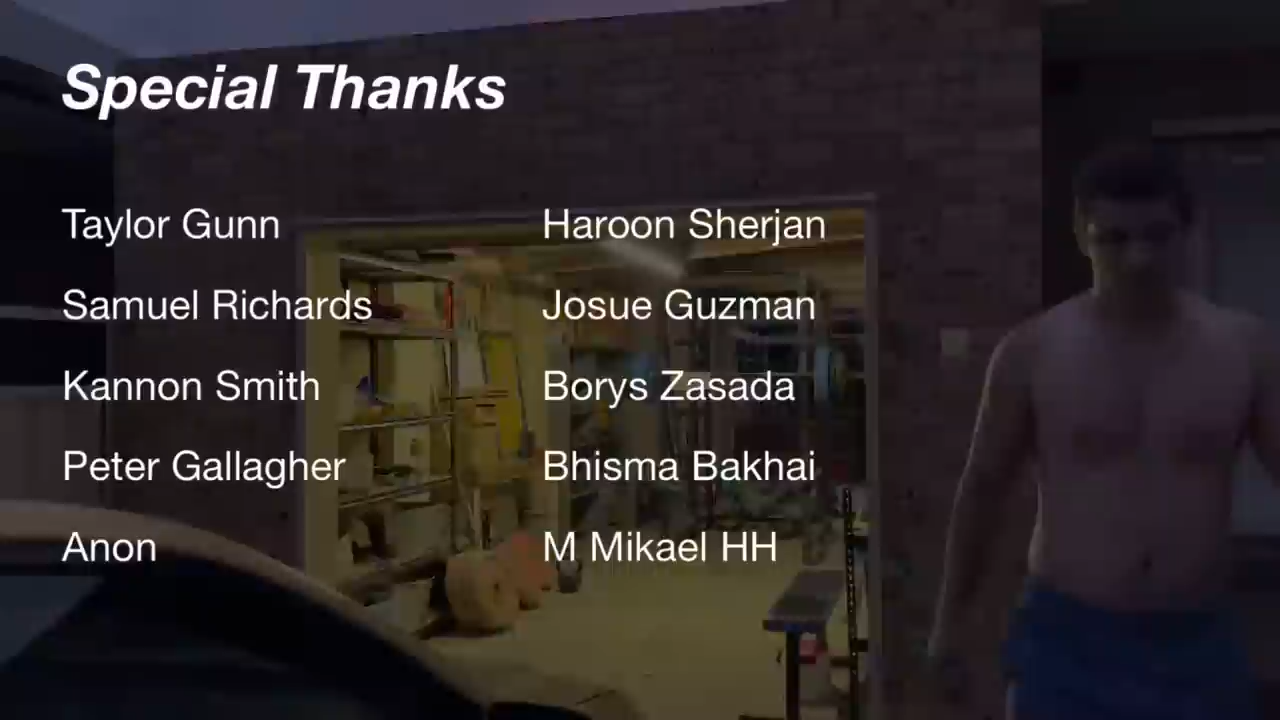 Special Thanks
Taylor Gunn
Samuel Richards
Kannon Smith
Peter Gallagher
Anon
Haroon Sherjan
Josue Guzman
Borys Zasada
Bhisma Bakhai
M Mikael HH